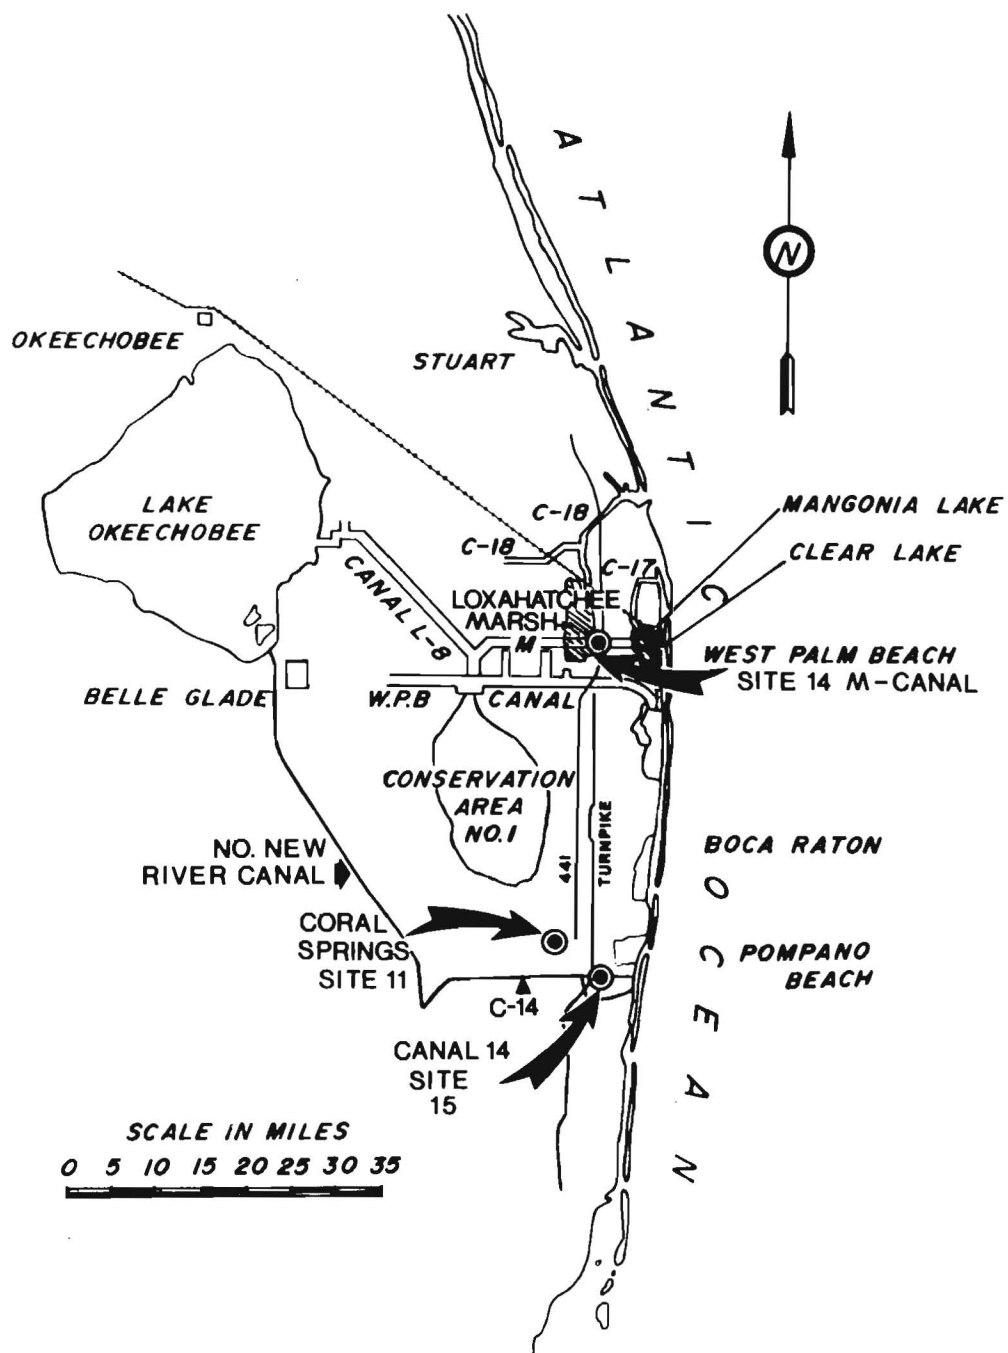 ATLANTIC OCEAN
N
OKEECHOBEE
STUART
LAKE
OKEECHOBEE
C-18
C-18
MANGONIA LAKE
CLEAR LAKE
C-17
CANAL L-8
LOXAHATCHEE
MARSH
M
WEST PALM BEACH
SITE 14 M-CANAL
BELLE GLADE
W.P.B CANAL
CONSERVATION
AREA
NO.1
441
TURNPIKE
BOCA RATON
NO. NEW
RIVER CANAL
CORAL
SPRINGS
SITE 11
POMPANO
BEACH
C-14
CANAL 14
SITE
15
SCALE IN MILES
0 5 10 15 20 25 30 35